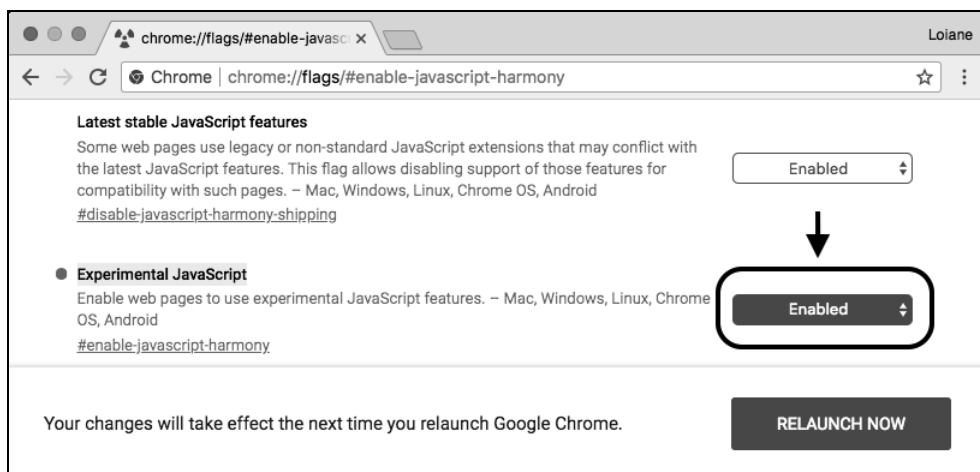 chrome://flags/#enable-javasc
Loiane
Chrome | chrome://flags/#enable-javascript-harmony
Latest stable JavaScript features
Some web pages use legacy or non-standard JavaScript extensions that may conflict with
the latest JavaScript features. This flag allows disabling support of those features for
compatibility with such pages. – Mac, Windows, Linux, Chrome OS, Android
#disable-javascript-harmony-shipping
Enabled
Experimental JavaScript
Enable web pages to use experimental JavaScript features. – Mac, Windows, Linux, Chrome
OS, Android
#enable-javascript-harmony
Enabled
Your changes will take effect the next time you relaunch Google Chrome.
RELAUNCH NOW